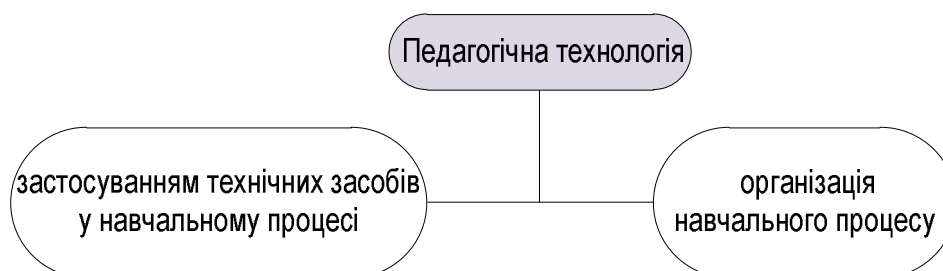 Педагогічна технологія
застосуванням технічних засобів
у навчальному процесі
організація
навчального процесу